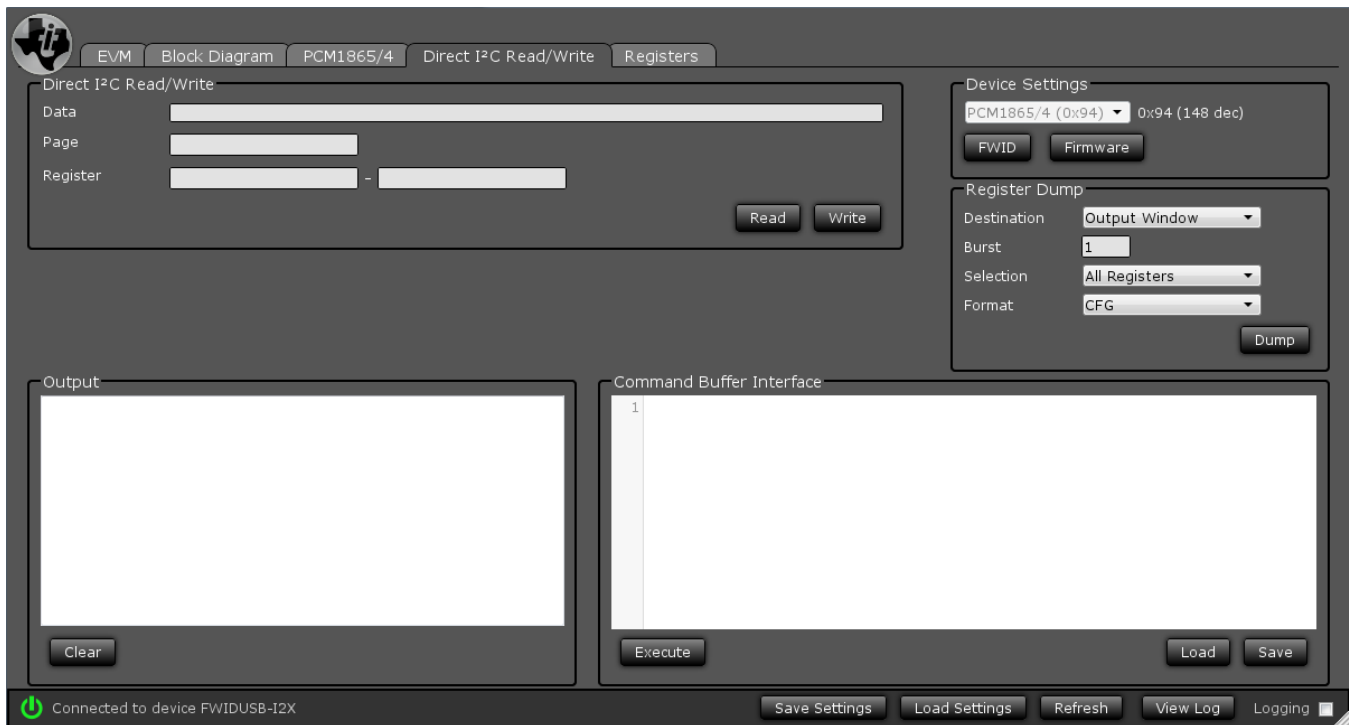 EVM Block Diagram PCM1865/4 Direct I²C Read/Write Registers
Direct I²C Read/Write
Data
Page
Register -
Read Write
Device Settings
PCM1865/4 (0x94) 0x94 (148 dec)
FWID Firmware
Register Dump
Destination Output Window
Burst 1
Selection All Registers
Format CFG
Dump
Output
Clear
Command Buffer Interface
1
Execute Load Save
Connected to device FWIDUSB-I2X Save Settings Load Settings Refresh View Log Logging